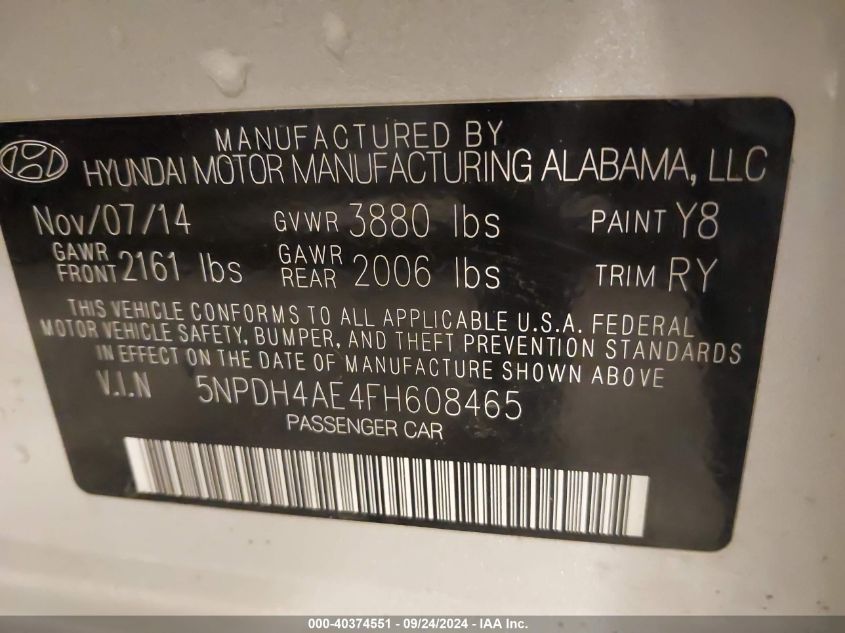 MANUFACTURED BY
HYUNDAI MOTOR MANUFACTURING ALABAMA, LLC
Nov/07/14 GVWR 3880 lbs PAINT Y8
GAWR FRONT 2161 lbs GAWR REAR 2006 lbs TRIM RY
THIS VEHICLE CONFORMS TO ALL APPLICABLE U.S.A. FEDERAL
MOTOR VEHICLE SAFETY, BUMPER, AND THEFT PREVENTION STANDARDS
IN EFFECT ON THE DATE OF MANUFACTURE SHOWN ABOVE
V.I.N 5NPDH4AE4FH608465
PASSENGER CAR
000-40374551 - 09/24/2024 - IAA Inc.